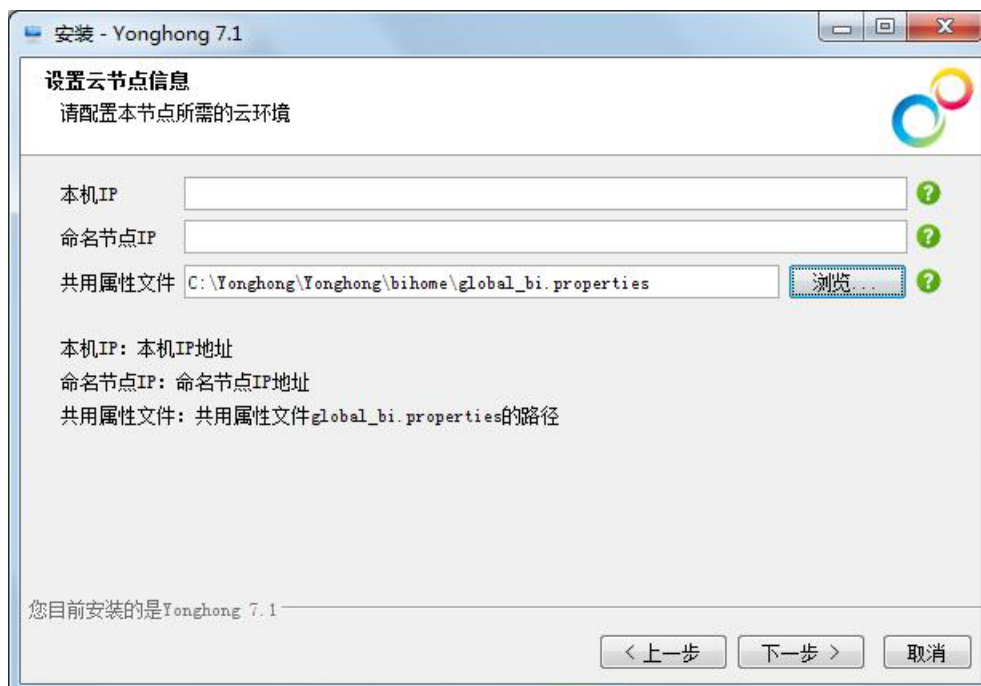 安装 - Yonghong 7.1
设置云节点信息
请配置本节点所需的云环境
本机IP
命名节点IP
共用属性文件 C:\Yonghong\Yonghong\bihome\global_bi.properties 浏览...
本机IP: 本机IP地址
命名节点IP: 命名节点IP地址
共用属性文件: 共用属性文件global_bi.properties的路径
您目前安装的是Yonghong 7.1
< 上一步 下一步 > 取消